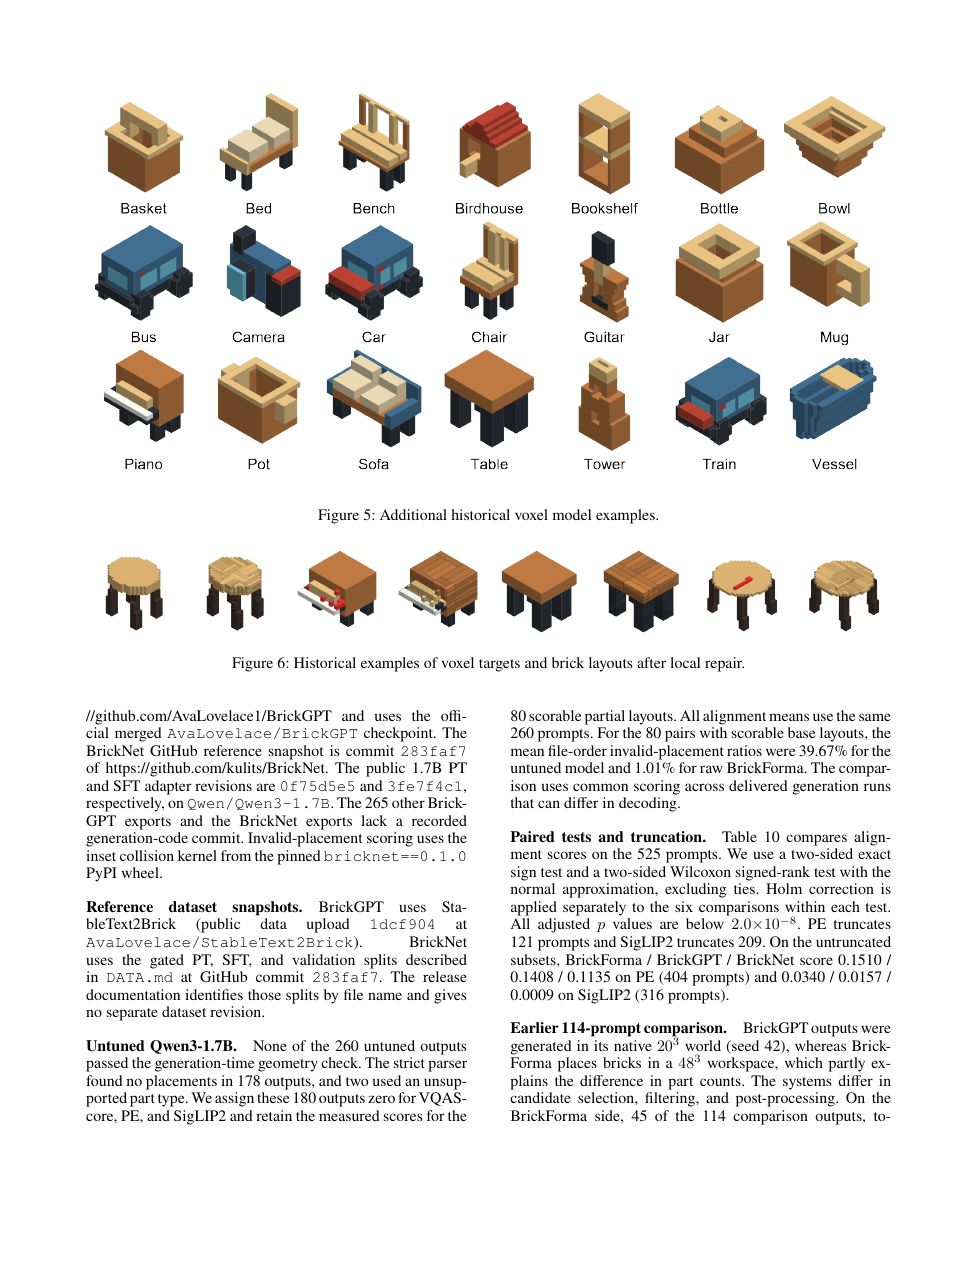 Basket Bed Bench Birdhouse Bookshelf Bottle Bowl
Bus Camera Car Chair Guitar Jar Mug
Piano Pot Sofa Table Tower Train Vessel
Figure 5: Additional historical voxel model examples.
Figure 6: Historical examples of voxel targets and brick layouts after local repair.
//github.com/AvaLovelace1/BrickGPT and uses the offi-
cial merged AvaLovelace/BrickGPT checkpoint. The
BrickNet GitHub reference snapshot is commit 283faf7
of https://github.com/kulits/BrickNet. The public 1.7B PT
and SFT adapter revisions are 0f75d5e5 and 3fe7f4c1,
respectively, on Qwen/Qwen3-1.7B. The 265 other Brick-
GPT exports and the BrickNet exports lack a recorded
generation-code commit. Invalid-placement scoring uses the
inset collision kernel from the pinned bricknet==0.1.0
PyPI wheel.
Reference dataset snapshots. BrickGPT uses Sta-
bleText2Brick (public data upload 1dcf904 at
AvaLovelace/StableText2Brick). BrickNet
uses the gated PT, SFT, and validation splits described
in DATA.md at GitHub commit 283faf7. The release
documentation identifies those splits by file name and gives
no separate dataset revision.
Untuned Qwen3-1.7B. None of the 260 untuned outputs
passed the generation-time geometry check. The strict parser
found no placements in 178 outputs, and two used an unsup-
ported part type. We assign these 180 outputs zero for VQAS-
core, PE, and SigLIP2 and retain the measured scores for the
80 scorable partial layouts. All alignment means use the same
260 prompts. For the 80 pairs with scorable base layouts, the
mean file-order invalid-placement ratios were 39.67% for the
untuned model and 1.01% for raw BrickForma. The compar-
ison uses common scoring across delivered generation runs
that can differ in decoding.
Paired tests and truncation. Table 10 compares align-
ment scores on the 525 prompts. We use a two-sided exact
sign test and a two-sided Wilcoxon signed-rank test with the
normal approximation, excluding ties. Holm correction is
applied separately to the six comparisons within each test.
All adjusted p values are below 2.0×10⁻⁸. PE truncates
121 prompts and SigLIP2 truncates 209. On the untruncated
subsets, BrickForma / BrickGPT / BrickNet score 0.1510 /
0.1408 / 0.1135 on PE (404 prompts) and 0.0340 / 0.0157 /
0.0009 on SigLIP2 (316 prompts).
Earlier 114-prompt comparison. BrickGPT outputs were
generated in its native 20³ world (seed 42), whereas Brick-
Forma places bricks in a 48³ workspace, which partly ex-
plains the difference in part counts. The systems differ in
candidate selection, filtering, and post-processing. On the
BrickForma side, 45 of the 114 comparison outputs, to-